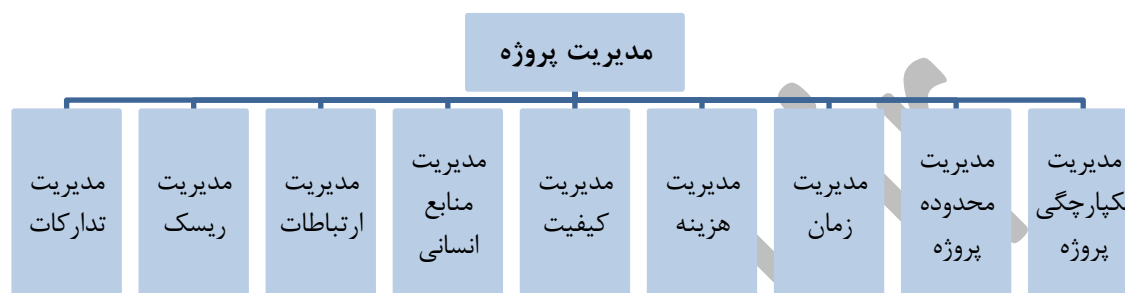 مدیریت پروژه
مدیریت
یکپارچگی
پروژه
مدیریت
محدوده
پروژه
مدیریت
زمان
مدیریت
هزینه
مدیریت
کیفیت
مدیریت
منابع
انسانی
مدیریت
ارتباطات
مدیریت
ریسک
مدیریت
تدارکات